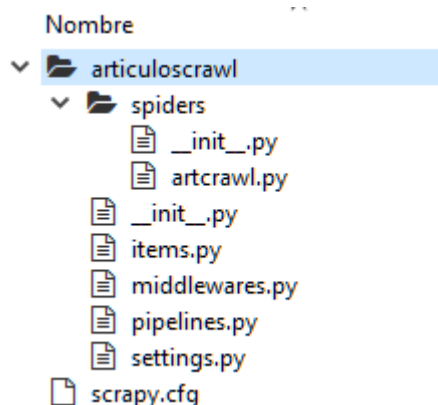 Nombre
articuloscrawl
spiders
__init__.py
artcrawl.py
__init__.py
items.py
middlewares.py
pipelines.py
settings.py
scrapy.cfg